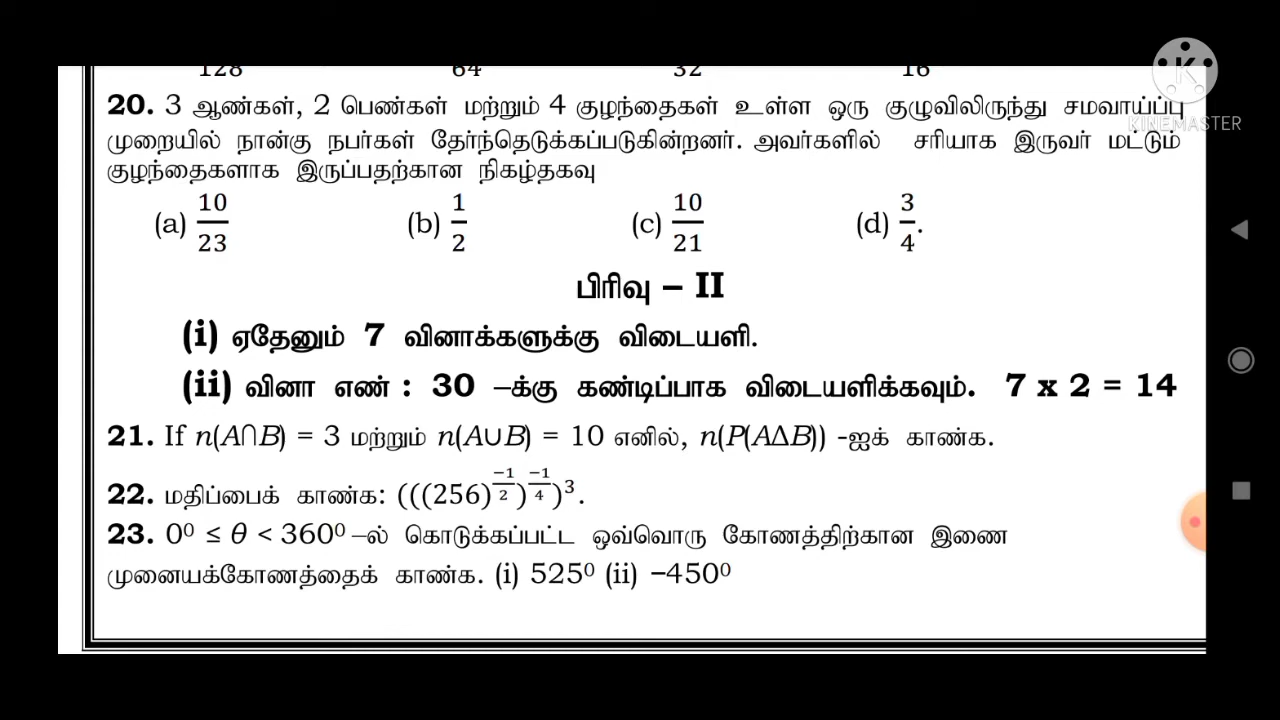 128 64 32 16
20. 3 ஆண்கள், 2 பெண்கள் மற்றும் 4 குழந்தைகள் உள்ள ஒரு குழுவிலிருந்து சமவாய்ப்பு
முறையில் நான்கு நபர்கள் தேர்ந்தெடுக்கப்படுகின்றனர். அவர்களில் சரியாக இருவர் மட்டும்
குழந்தைகளாக இருப்பதற்கான நிகழ்தகவு
(a) 10/23 (b) 1/2 (c) 10/21 (d) 3/4.
பிரிவு – II
(i) ஏதேனும் 7 வினாக்களுக்கு விடையளி.
(ii) வினா எண் : 30 –க்கு கண்டிப்பாக விடையளிக்கவும். 7 x 2 = 14
21. If n(A∩B) = 3 மற்றும் n(A∪B) = 10 எனில், n(P(AΔB)) -ஐக் காண்க.
22. மதிப்பைக் காண்க: (((256)^(−1/2))^(−1/4))³.
23. 0⁰ ≤ θ < 360⁰ –ல் கொடுக்கப்பட்ட ஒவ்வொரு கோணத்திற்கான இணை
முனையக்கோணத்தைக் காண்க. (i) 525⁰ (ii) −450⁰
K
KINEMASTER